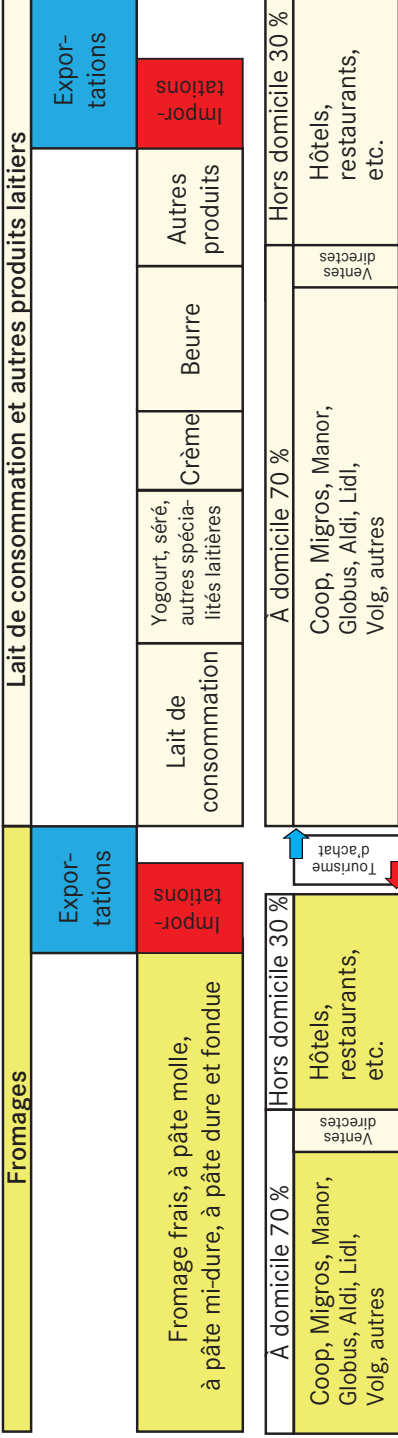 Fromages
Lait de consommation et autres produits laitiers
Expor-
tations
Expor-
tations
Fromage frais, à pâte molle,
à pâte mi-dure, à pâte dure et fondue
Impor-
tations
Lait de
consommation
Yogourt, séré,
autres spécia-
lités laitières
Crème
Beurre
Autres
produits
Impor-
tations
À domicile 70 %
Hors domicile 30 %
Coop, Migros, Manor,
Globus, Aldi, Lidl,
Volg, autres
Ventes
directes
Hôtels,
restaurants,
etc.
Tourisme
d'achat
À domicile 70 %
Hors domicile 30 %
Coop, Migros, Manor,
Globus, Aldi, Lidl,
Volg, autres
Ventes
directes
Hôtels,
restaurants,
etc.